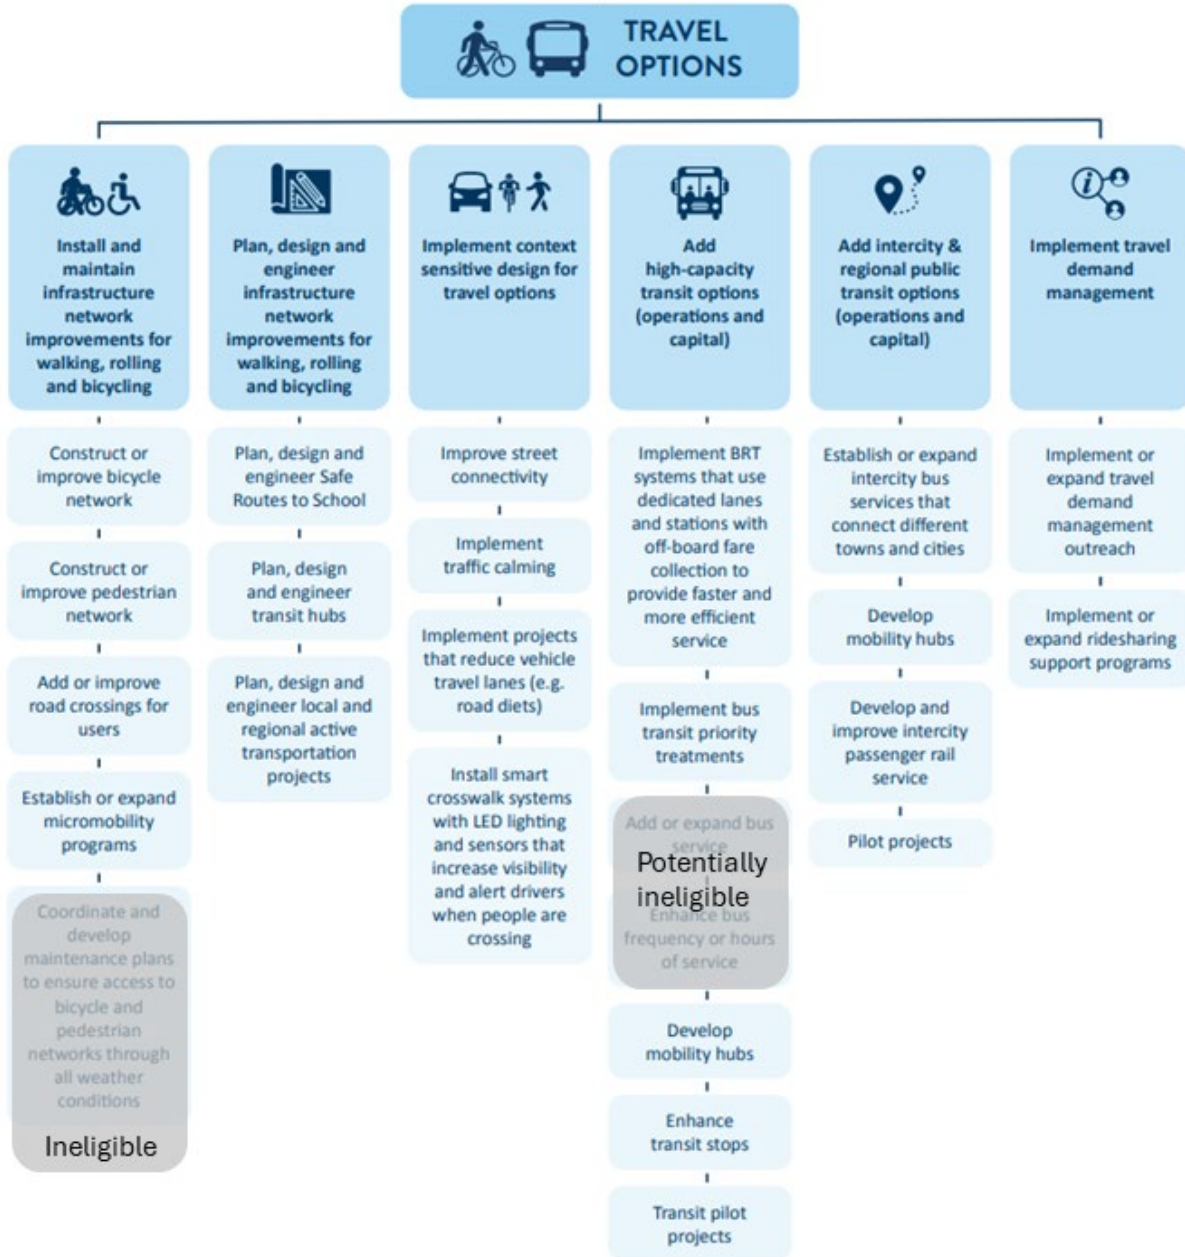 TRAVEL
OPTIONS
Install and
maintain
infrastructure
network
improvements for
walking, rolling
and bicycling
Construct or
improve bicycle
network
Construct or
improve pedestrian
network
Add or improve
road crossings for
users
Establish or expand
micromobility
programs
Coordinate and
develop
maintenance plans
to ensure access to
bicycle and
pedestrian
networks through
all weather
conditions
Ineligible
Plan, design and
engineer
infrastructure
network
improvements for
walking, rolling
and bicycling
Plan, design and
engineer Safe
Routes to School
Plan, design
and engineer
transit hubs
Plan, design and
engineer local and
regional active
transportation
projects
Implement context
sensitive design for
travel options
Improve street
connectivity
Implement
traffic calming
Implement projects
that reduce vehicle
travel lanes (e.g.
road diets)
Install smart
crosswalk systems
with LED lighting
and sensors that
increase visibility
and alert drivers
when people are
crossing
Add
high-capacity
transit options
(operations and
capital)
Implement BRT
systems that use
dedicated lanes
and stations with
off-board fare
collection to
provide faster and
more efficient
service
Implement bus
transit priority
treatments
Add or expand bus
service
Potentially
ineligible
Enhance bus
frequency or hours
of service
Develop
mobility hubs
Enhance
transit stops
Transit pilot
projects
Add intercity &
regional public
transit options
(operations and
capital)
Establish or expand
intercity bus
services that
connect different
towns and cities
Develop
mobility hubs
Develop and
improve intercity
passenger rail
service
Pilot projects
Implement travel
demand
management
Implement or
expand travel
demand
management
outreach
Implement or
expand ridesharing
support programs